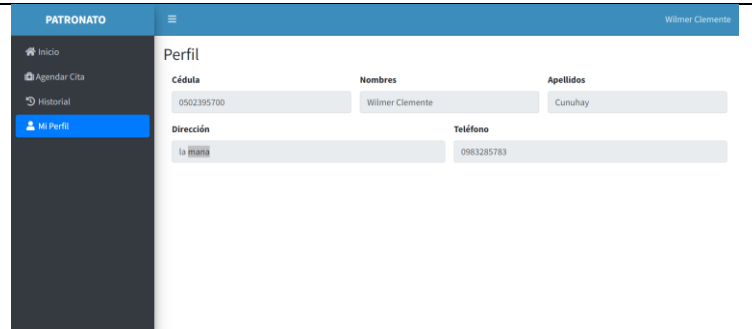 PATRONATO
Wilmer Clemente
Inicio
Agendar Cita
Historial
Mi Perfil
Perfil
Cédula Nombres Apellidos
0502395700 Wilmer Clemente Cunuhay
Dirección Teléfono
la mana 0983285783